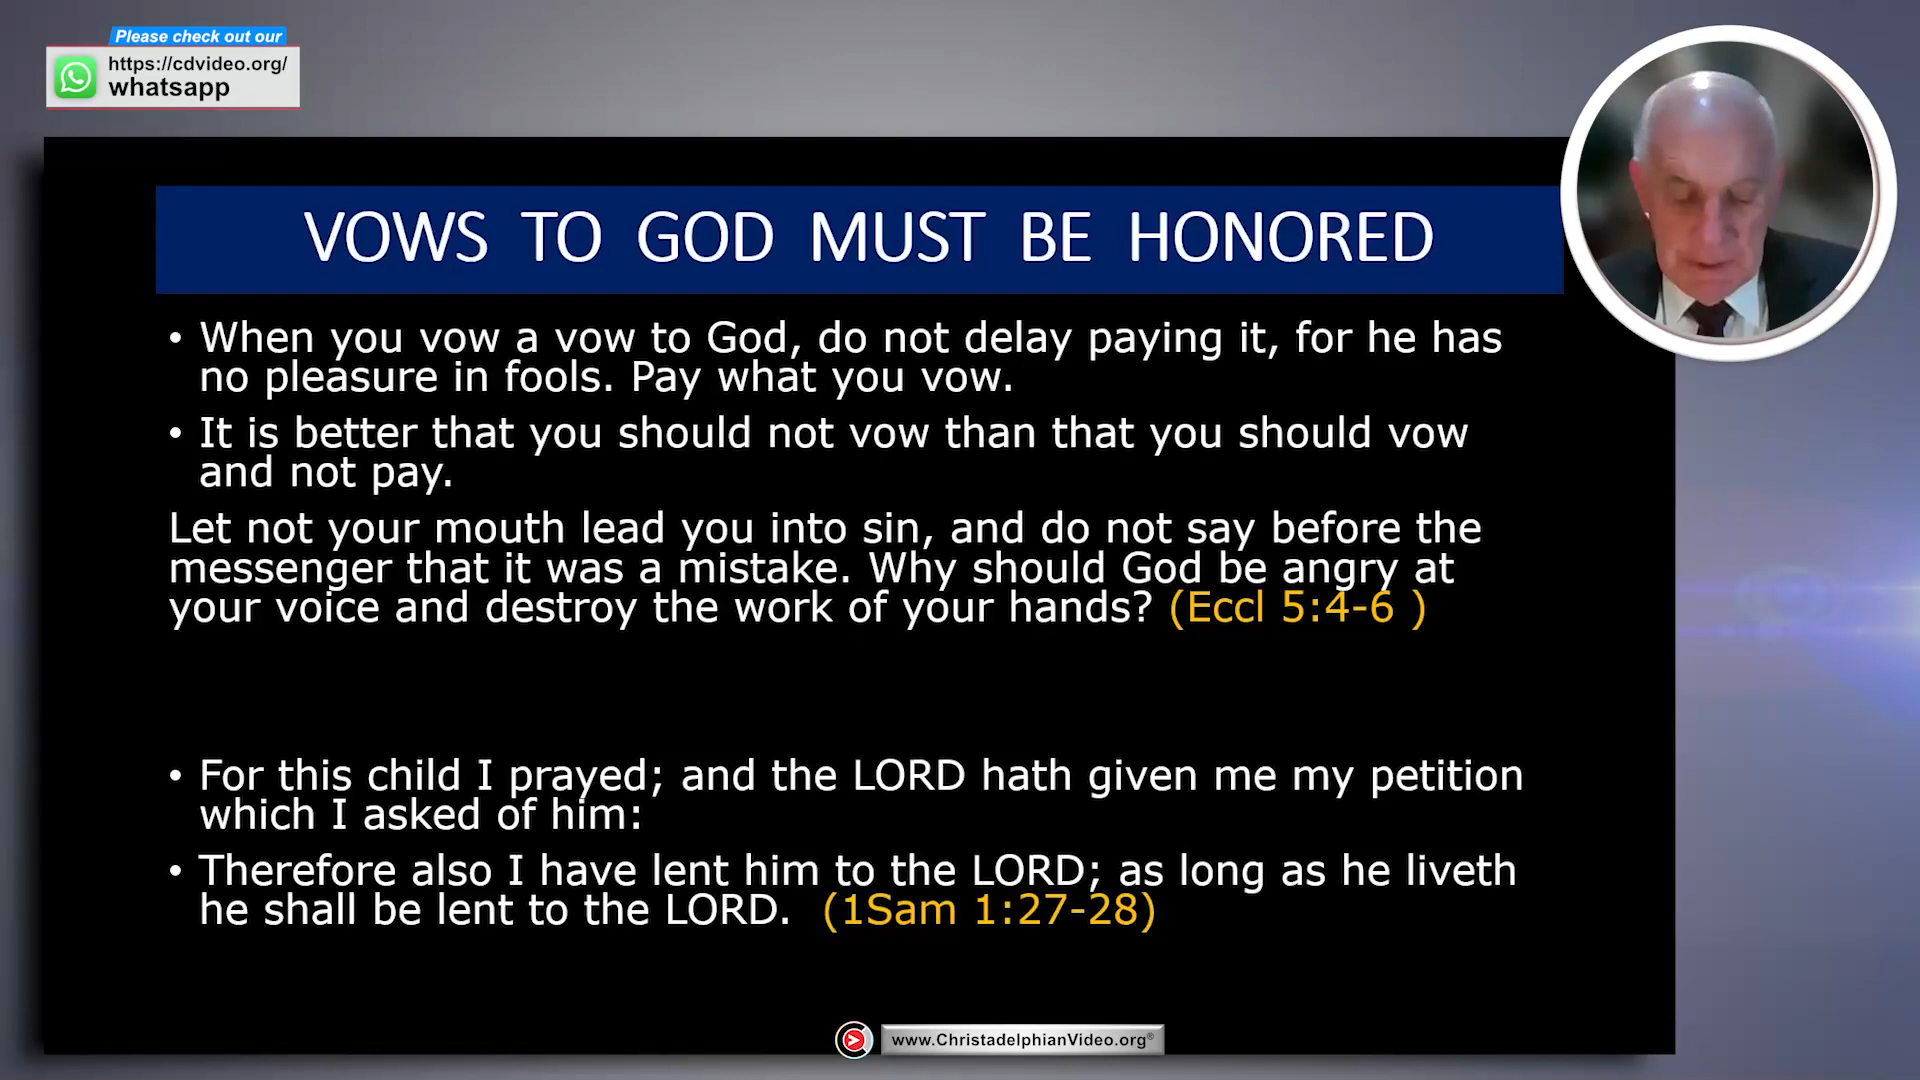 Please check out our
https://cdvideo.org/
whatsapp
VOWS TO GOD MUST BE HONORED
• When you vow a vow to God, do not delay paying it, for he has
no pleasure in fools. Pay what you vow.
• It is better that you should not vow than that you should vow
and not pay.
Let not your mouth lead you into sin, and do not say before the
messenger that it was a mistake. Why should God be angry at
your voice and destroy the work of your hands? (Eccl 5:4-6 )
• For this child I prayed; and the LORD hath given me my petition
which I asked of him:
• Therefore also I have lent him to the LORD; as long as he liveth
he shall be lent to the LORD. (1Sam 1:27-28)
www.ChristadelphianVideo.org®